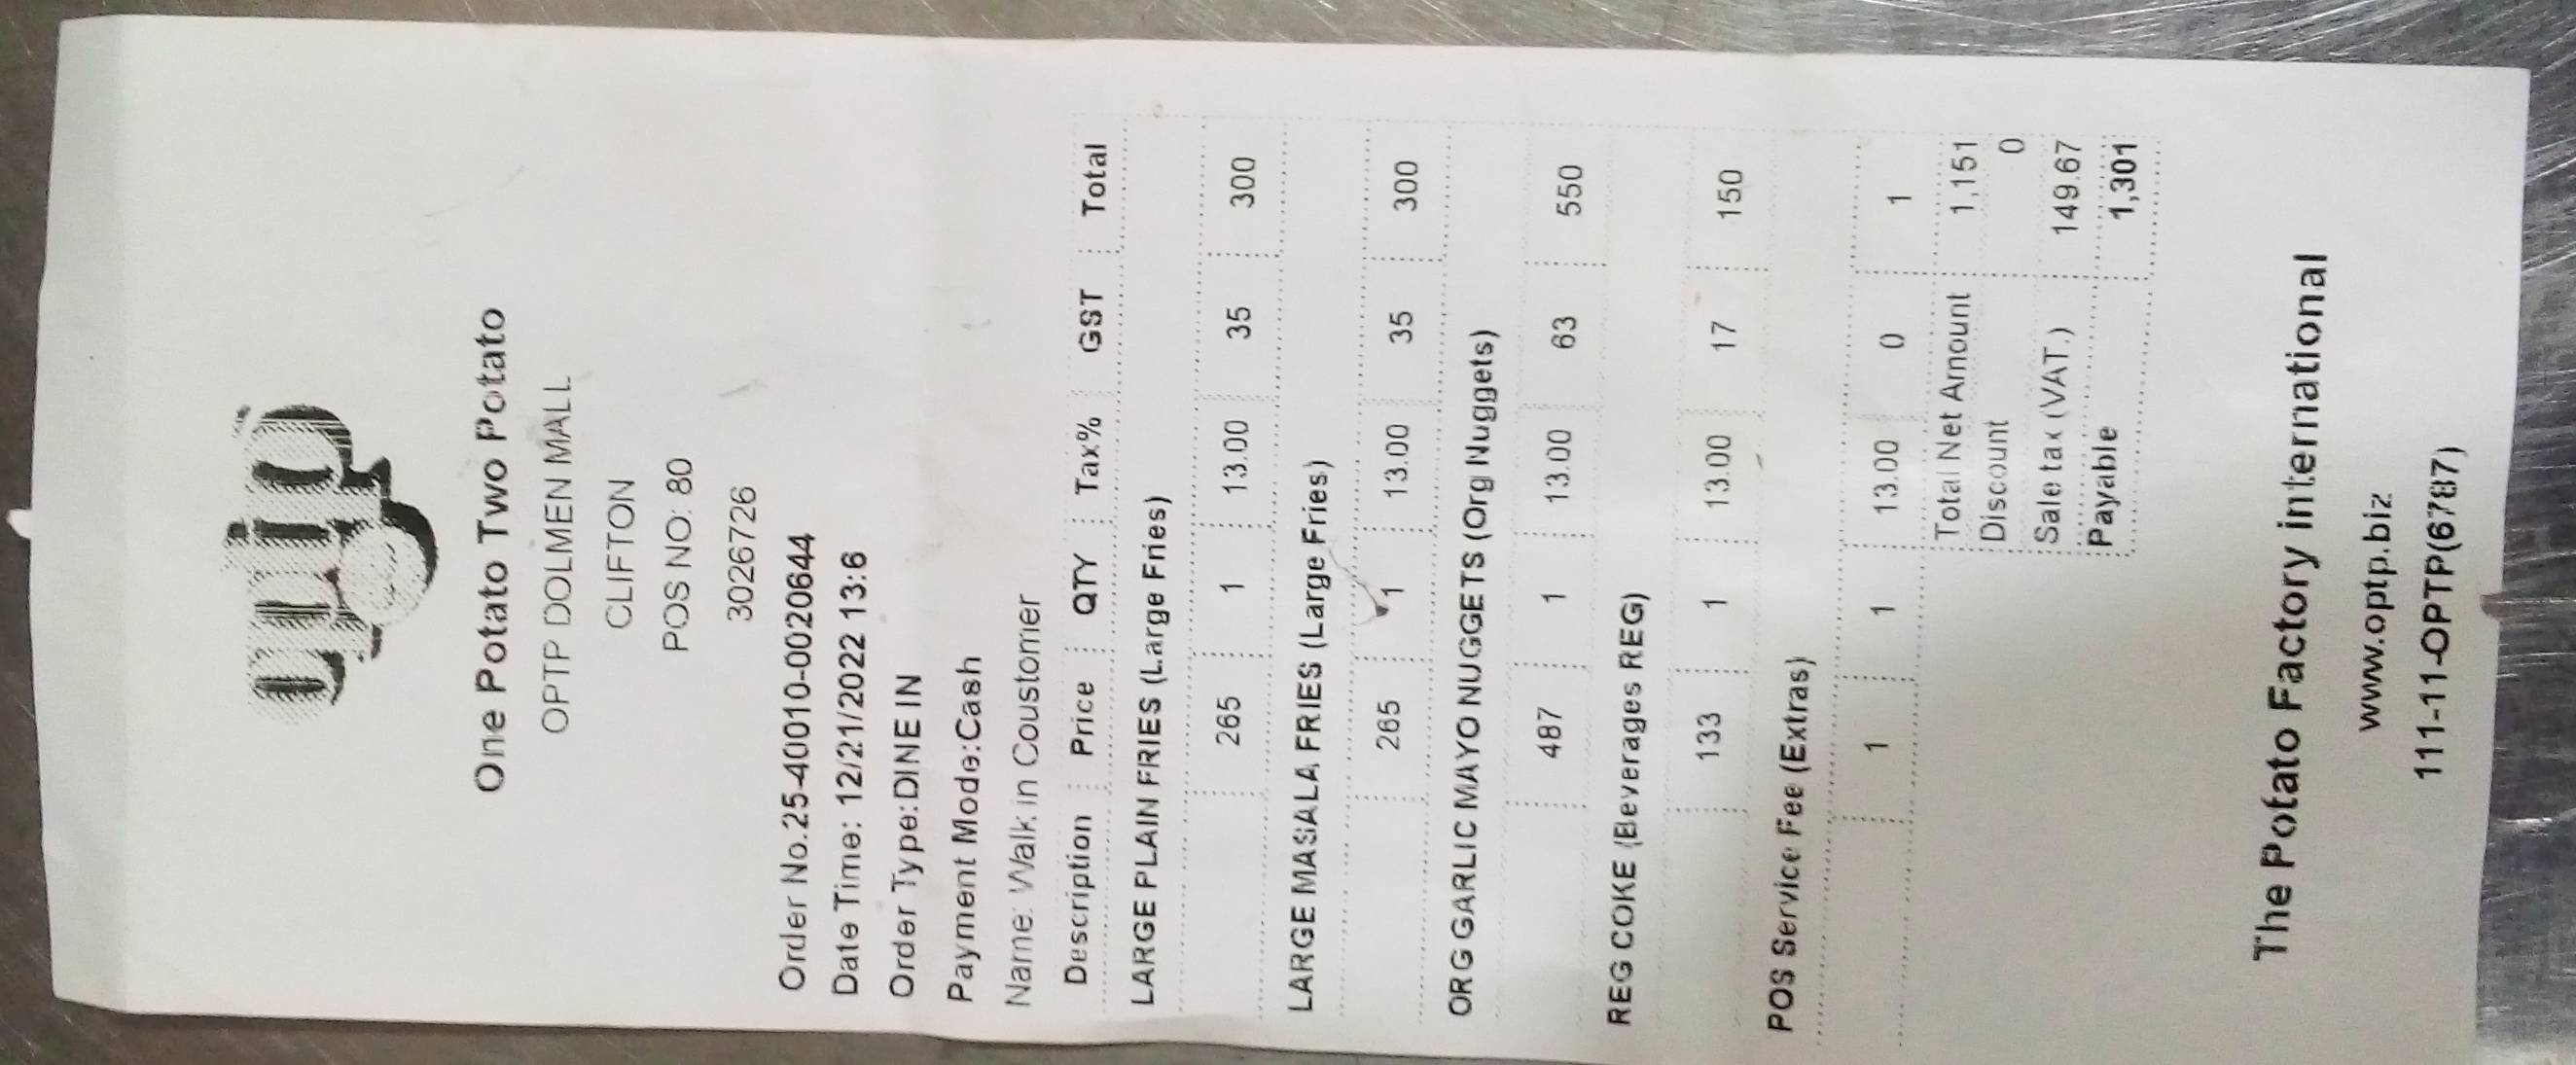 optp
One Potato Two Potato
OPTP DOLMEN MALL
CLIFTON
POS NO: 80
3026726
Order No.25-40010-0020644
Date Time: 12/21/2022 13:6
Order Type:DINE IN
Payment Mode:Cash
Name: Walk in Coustomer
Description Price QTY Tax% GST Total
LARGE PLAIN FRIES (Large Fries)
265 1 13.00 35 300
LARGE MASALA FRIES (Large Fries)
265 1 13.00 35 300
ORG GARLIC MAYO NUGGETS (Org Nuggets)
487 1 13.00 63 550
REG COKE (Beverages REG)
133 1 13.00 17 150
POS Service Fee (Extras)
1 1 13.00 0 1
Total Net Amount 1,151
Discount 0
Sale tax (VAT.) 149.67
Payable 1,301
The Potato Factory international
www.optp.biz
111-11-OPTP(6787)